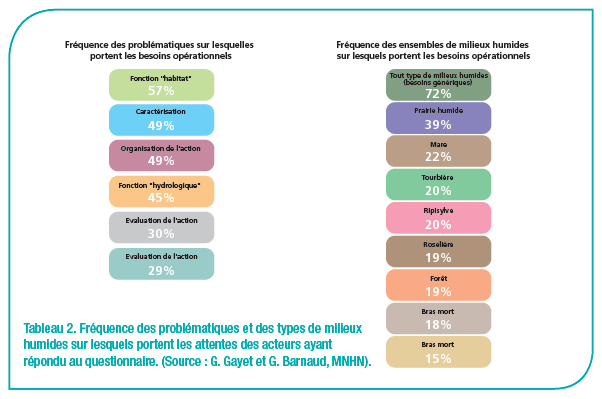 Fréquence des problématiques sur lesquelles
portent les besoins opérationnels
Fonction "habitat"
57%
Caractérisation
49%
Organisation de l'action
49%
Fonction "hydrologique"
45%
Evaluation de l'action
30%
Evaluation de l'action
29%
Fréquence des ensembles de milieux humides
sur lesquels portent les besoins opérationnels
Tout type de milieux humides
(besoins génériques)
72%
Prairie humide
39%
Mare
22%
Tourbière
20%
Ripisylve
20%
Roselière
19%
Forêt
19%
Bras mort
18%
Bras mort
15%
Tableau 2. Fréquence des problématiques et des types de milieux
humides sur lesquels portent les attentes des acteurs ayant
répondu au questionnaire. (Source : G. Gayet et G. Barnaud, MNHN).